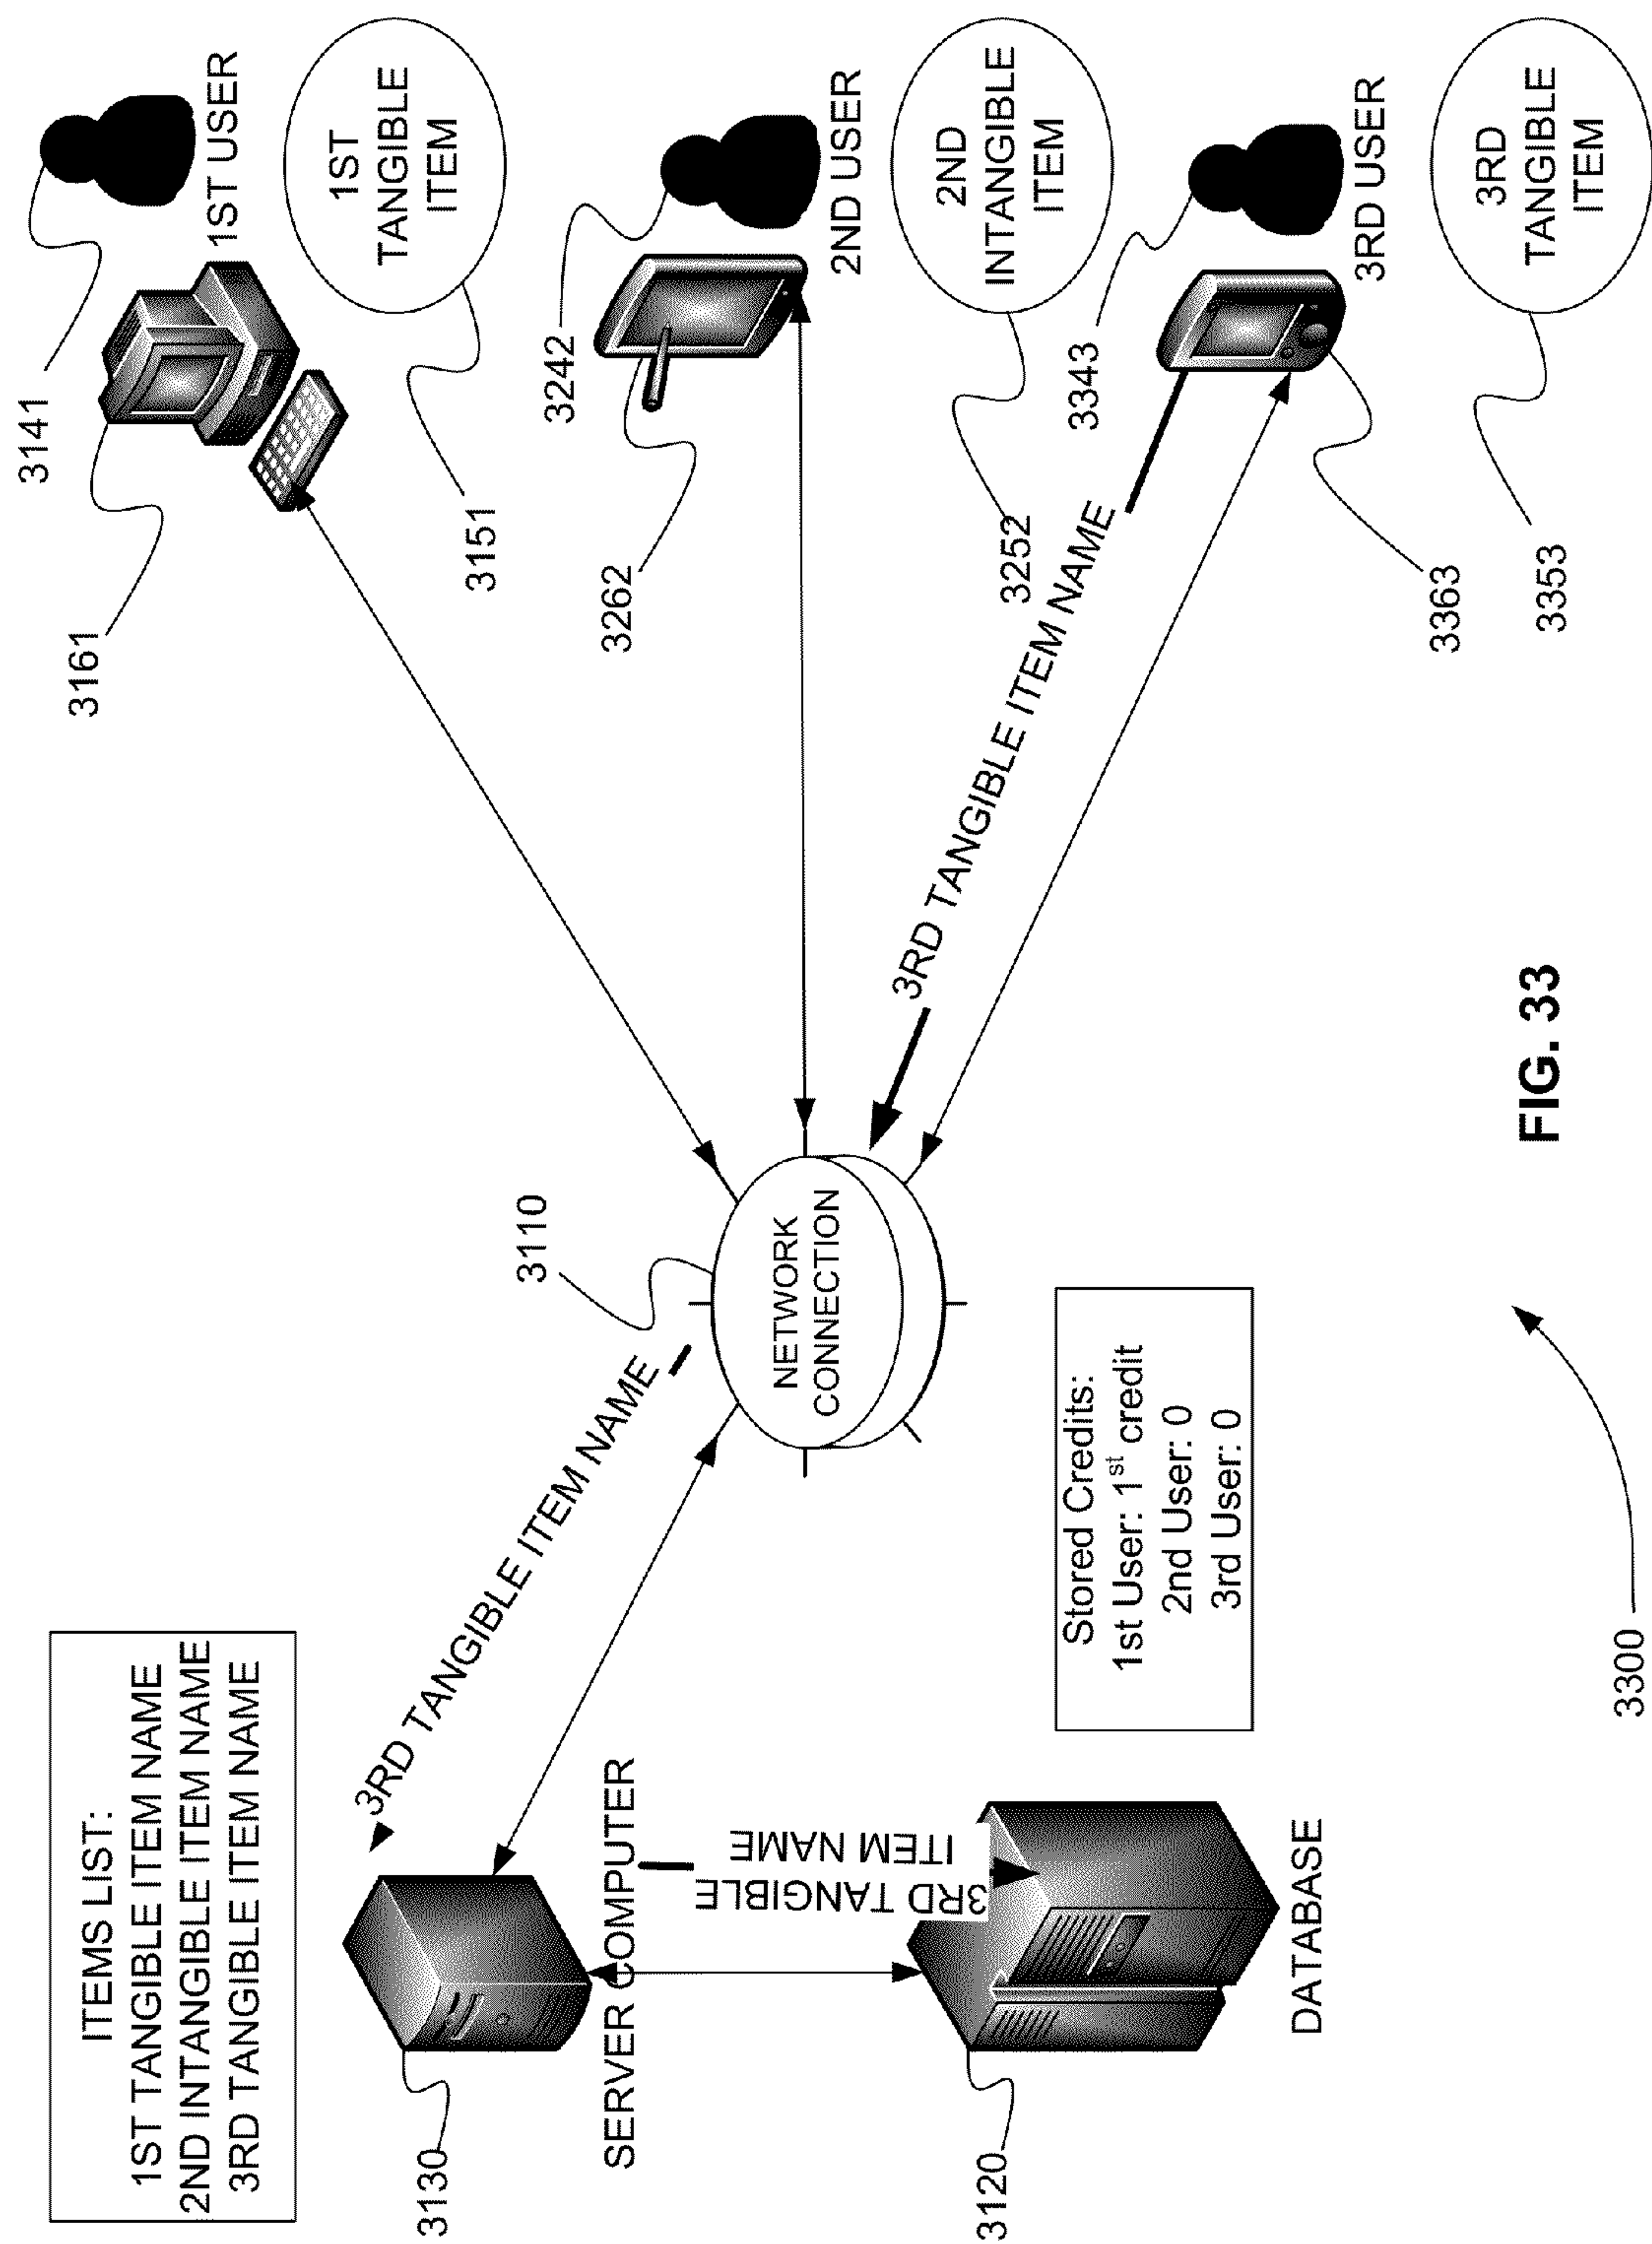 ITEMS LIST:
1ST TANGIBLE ITEM NAME
2ND INTANGIBLE ITEM NAME
3RD TANGIBLE ITEM NAME
3130
SERVER COMPUTER
3RD TANGIBLE ITEM NAME
3RD TANGIBLE
ITEM NAME
3120
DATABASE
Stored Credits:
1st User: 1st credit
2nd User: 0
3rd User: 0
3110
NETWORK
CONNECTION
3RD TANGIBLE ITEM NAME
3141
3161
1ST USER
1ST
TANGIBLE
ITEM
3151
3242
3262
2ND USER
2ND
INTANGIBLE
ITEM
3252
3343
3363
3RD USER
3RD
TANGIBLE
ITEM
3353
3300
FIG. 33